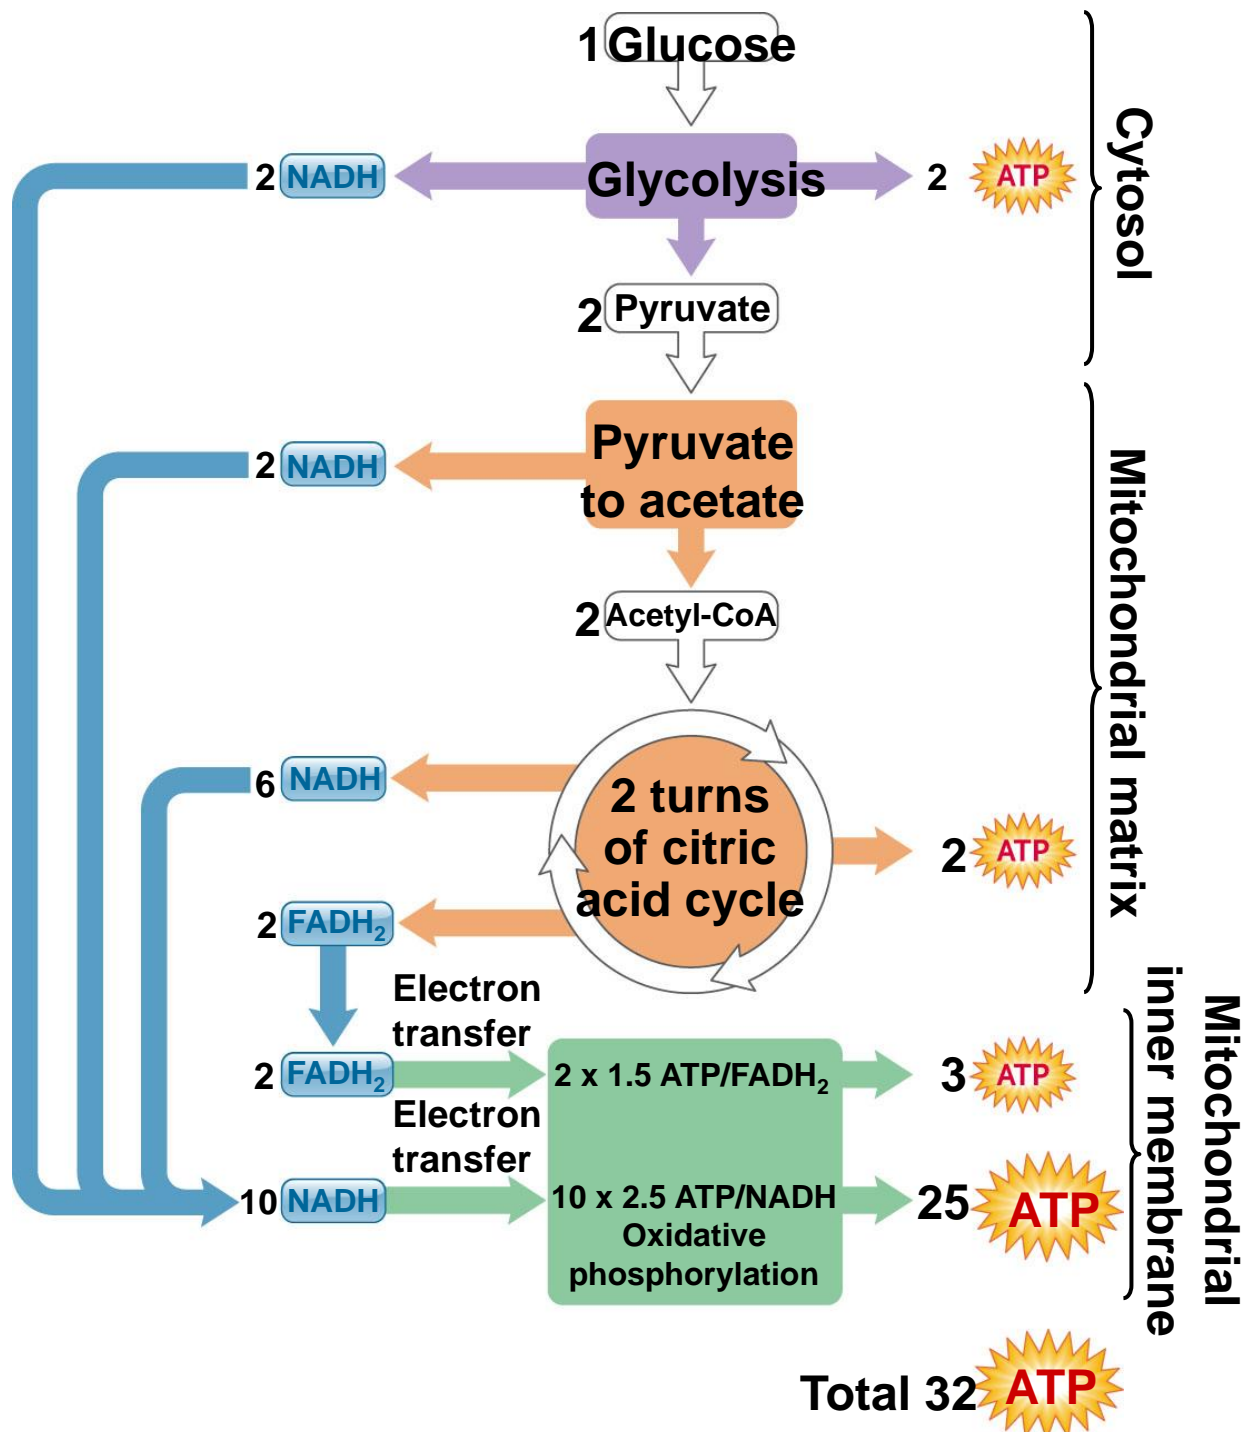 1 Glucose
2 NADH
Glycolysis
2 ATP
Cytosol
2 Pyruvate
2 NADH
Pyruvate
to acetate
2 Acetyl-CoA
Mitochondrial matrix
6 NADH
2 turns
of citric
acid cycle
2 ATP
2 FADH₂
Electron
transfer
2 FADH₂
2 x 1.5 ATP/FADH₂
3 ATP
Electron
transfer
10 NADH
10 x 2.5 ATP/NADH
Oxidative
phosphorylation
25 ATP
Mitochondrial
inner membrane
Total 32 ATP